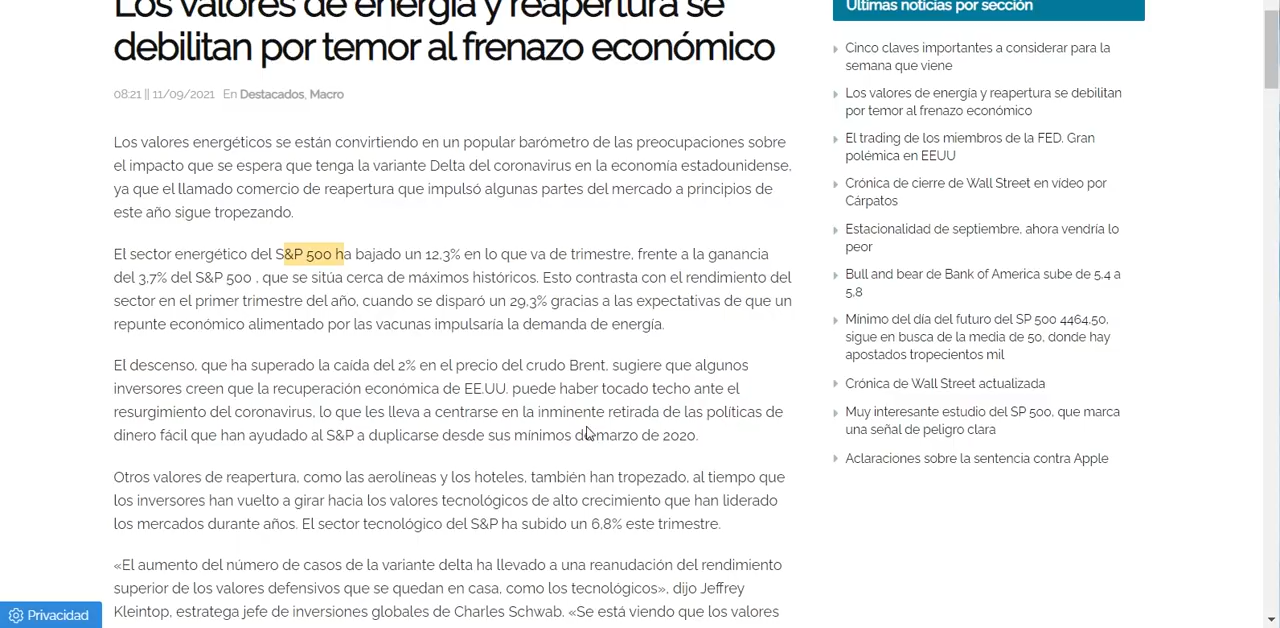 Los valores de energía y reapertura se
debilitan por temor al frenazo económico
08:21 || 11/09/2021 En Destacados, Macro
Los valores energéticos se están convirtiendo en un popular barómetro de las preocupaciones sobre
el impacto que se espera que tenga la variante Delta del coronavirus en la economía estadounidense,
ya que el llamado comercio de reapertura que impulsó algunas partes del mercado a principios de
este año sigue tropezando.
El sector energético del S&P 500 ha bajado un 12,3% en lo que va de trimestre, frente a la ganancia
del 3,7% del S&P 500 , que se sitúa cerca de máximos históricos. Esto contrasta con el rendimiento del
sector en el primer trimestre del año, cuando se disparó un 29,3% gracias a las expectativas de que un
repunte económico alimentado por las vacunas impulsaría la demanda de energía.
El descenso, que ha superado la caída del 2% en el precio del crudo Brent, sugiere que algunos
inversores creen que la recuperación económica de EE.UU. puede haber tocado techo ante el
resurgimiento del coronavirus, lo que les lleva a centrarse en la inminente retirada de las políticas de
dinero fácil que han ayudado al S&P a duplicarse desde sus mínimos de marzo de 2020.
Otros valores de reapertura, como las aerolíneas y los hoteles, también han tropezado, al tiempo que
los inversores han vuelto a girar hacia los valores tecnológicos de alto crecimiento que han liderado
los mercados durante años. El sector tecnológico del S&P ha subido un 6,8% este trimestre.
«El aumento del número de casos de la variante delta ha llevado a una reanudación del rendimiento
superior de los valores defensivos que se quedan en casa, como los tecnológicos», dijo Jeffrey
Kleintop, estratega jefe de inversiones globales de Charles Schwab. «Se está viendo que los valores
Últimas noticias por sección
Cinco claves importantes a considerar para la
semana que viene
Los valores de energía y reapertura se debilitan
por temor al frenazo económico
El trading de los miembros de la FED. Gran
polémica en EEUU
Crónica de cierre de Wall Street en vídeo por
Cárpatos
Estacionalidad de septiembre, ahora vendría lo
peor
Bull and bear de Bank of America sube de 5,4 a
5,8
Mínimo del día del futuro del SP 500 4464,50,
sigue en busca de la media de 50, donde hay
apostados tropecientos mil
Crónica de Wall Street actualizada
Muy interesante estudio del SP 500, que marca
una señal de peligro clara
Aclaraciones sobre la sentencia contra Apple
Privacidad